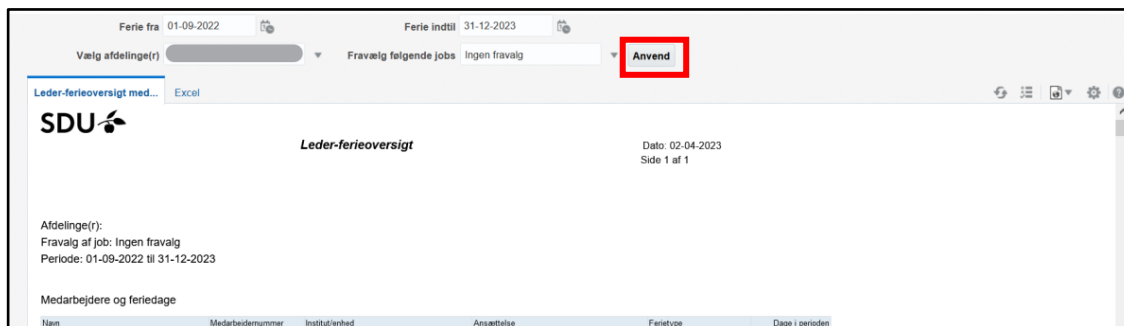 Ferie fra 01-09-2022 Ferie indtil 31-12-2023
Vælg afdelinge(r) Fravælg følgende jobs Ingen fravalg Anvend
Leder-ferieoversigt med... Excel
SDU
Leder-ferieoversigt Dato: 02-04-2023
Side 1 af 1
Afdelinge(r):
Fravalg af job: Ingen fravalg
Periode: 01-09-2022 til 31-12-2023
Medarbejdere og feriedage
Navn Medarbejdernummer Institut/enhed Ansættelse Ferietype Dage i perioden